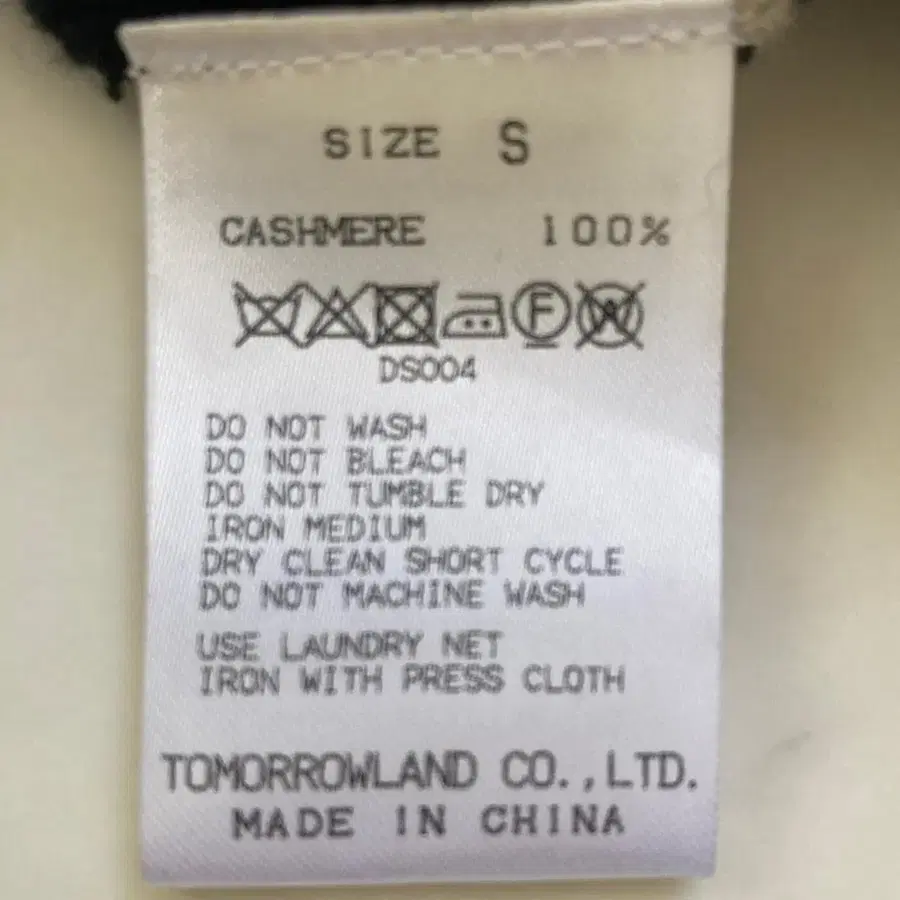 SIZE S
CASHMERE 100%
F W
DS004
DO NOT WASH
DO NOT BLEACH
DO NOT TUMBLE DRY
IRON MEDIUM
DRY CLEAN SHORT CYCLE
DO NOT MACHINE WASH
USE LAUNDRY NET
IRON WITH PRESS CLOTH
TOMORROWLAND CO.,LTD.
MADE IN CHINA